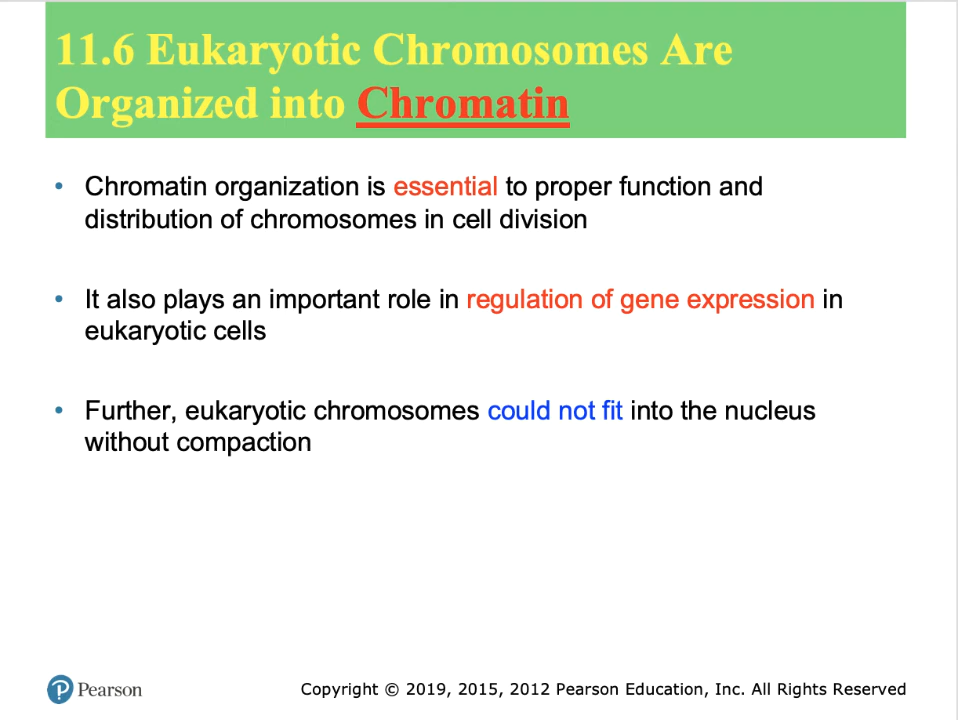 11.6 Eukaryotic Chromosomes Are
Organized into Chromatin
• Chromatin organization is essential to proper function and
distribution of chromosomes in cell division
• It also plays an important role in regulation of gene expression in
eukaryotic cells
• Further, eukaryotic chromosomes could not fit into the nucleus
without compaction
Pearson
Copyright © 2019, 2015, 2012 Pearson Education, Inc. All Rights Reserved